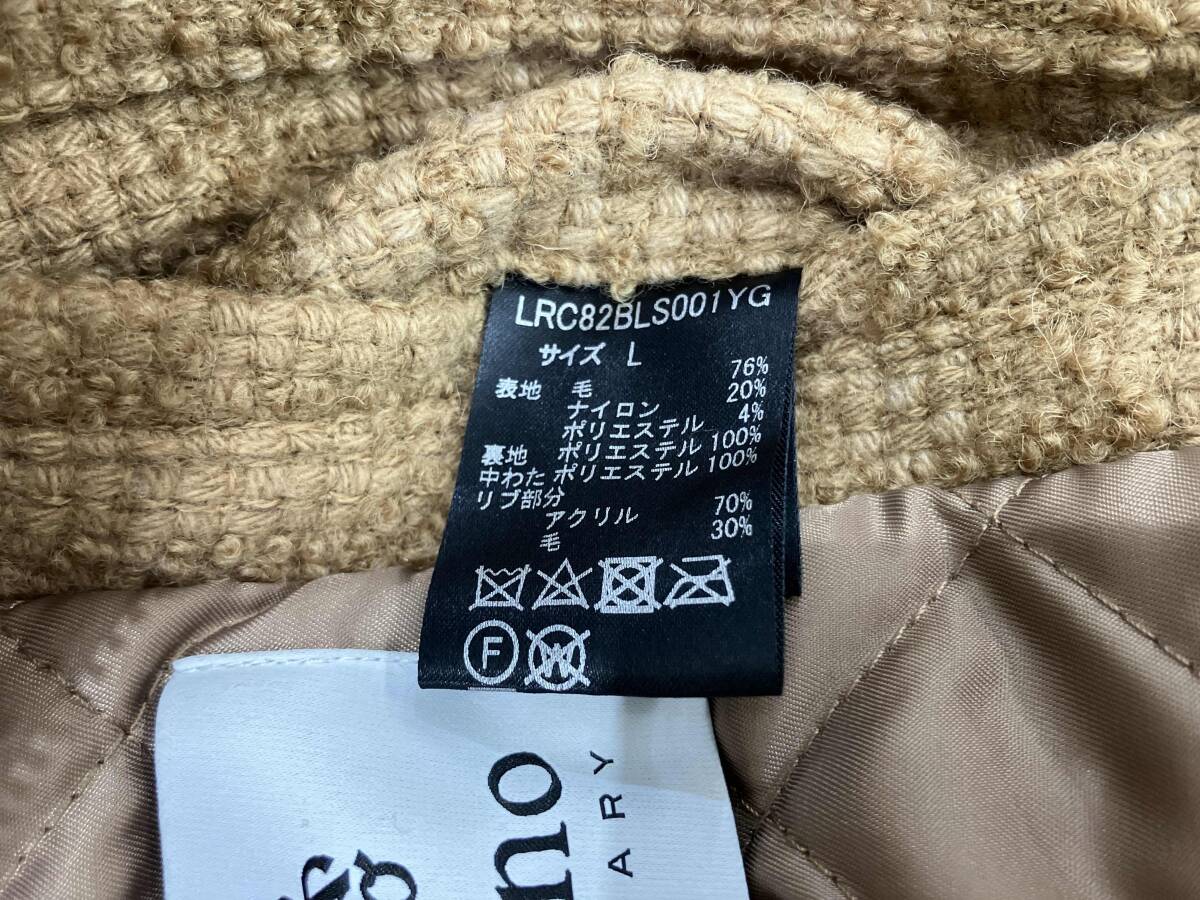 LRC82BLS001YG
サイズ L
表地 毛 76%
ナイロン 20%
ポリエステル 4%
裏地 ポリエステル 100%
中わた ポリエステル 100%
リブ部分
アクリル 70%
毛 30%
F W
no
ARY